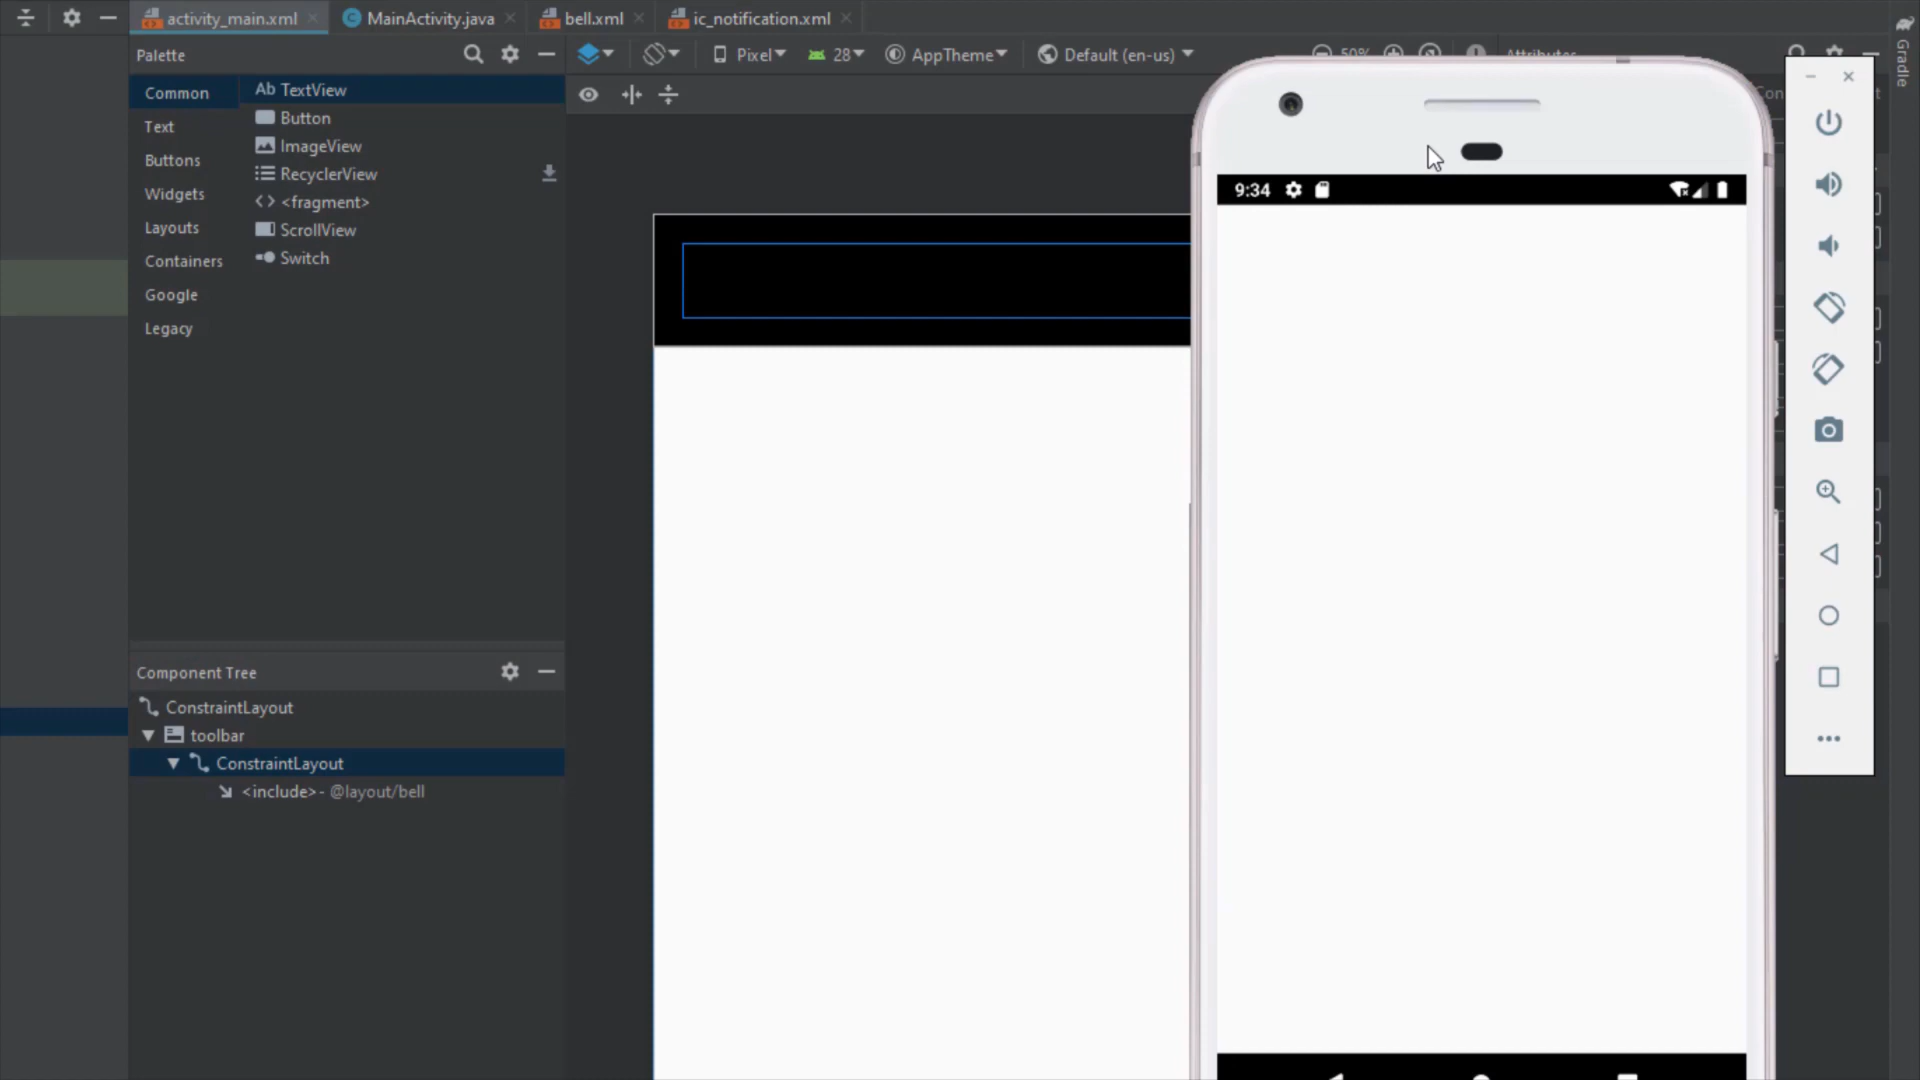 activity_main.xml
MainActivity.java
bell.xml
ic_notification.xml
Palette
Pixel
28
AppTheme
Default (en-us)
50%
Attributes
Gradle
Common
Text
Buttons
Widgets
Layouts
Containers
Google
Legacy
Ab TextView
Button
ImageView
RecyclerView
<fragment>
ScrollView
Switch
9:34
Component Tree
ConstraintLayout
toolbar
ConstraintLayout
<include> - @layout/bell